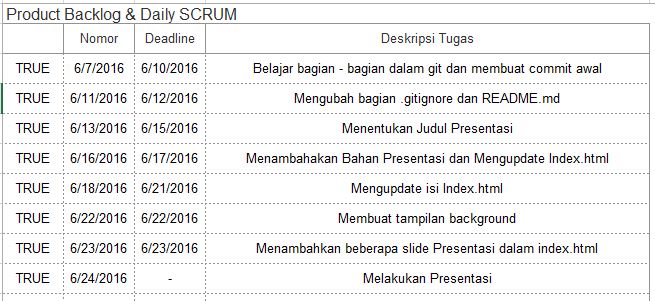 Product Backlog & Daily SCRUM
Nomor Deadline Deskripsi Tugas
TRUE 6/7/2016 6/10/2016 Belajar bagian - bagian dalam git dan membuat commit awal
TRUE 6/11/2016 6/12/2016 Mengubah bagian .gitignore dan README.md
TRUE 6/13/2016 6/15/2016 Menentukan Judul Presentasi
TRUE 6/16/2016 6/17/2016 Menambahakan Bahan Presentasi dan Mengupdate Index.html
TRUE 6/18/2016 6/21/2016 Mengupdate isi Index.html
TRUE 6/22/2016 6/22/2016 Membuat tampilan background
TRUE 6/23/2016 6/23/2016 Menambahkan beberapa slide Presentasi dalam index.html
TRUE 6/24/2016 - Melakukan Presentasi